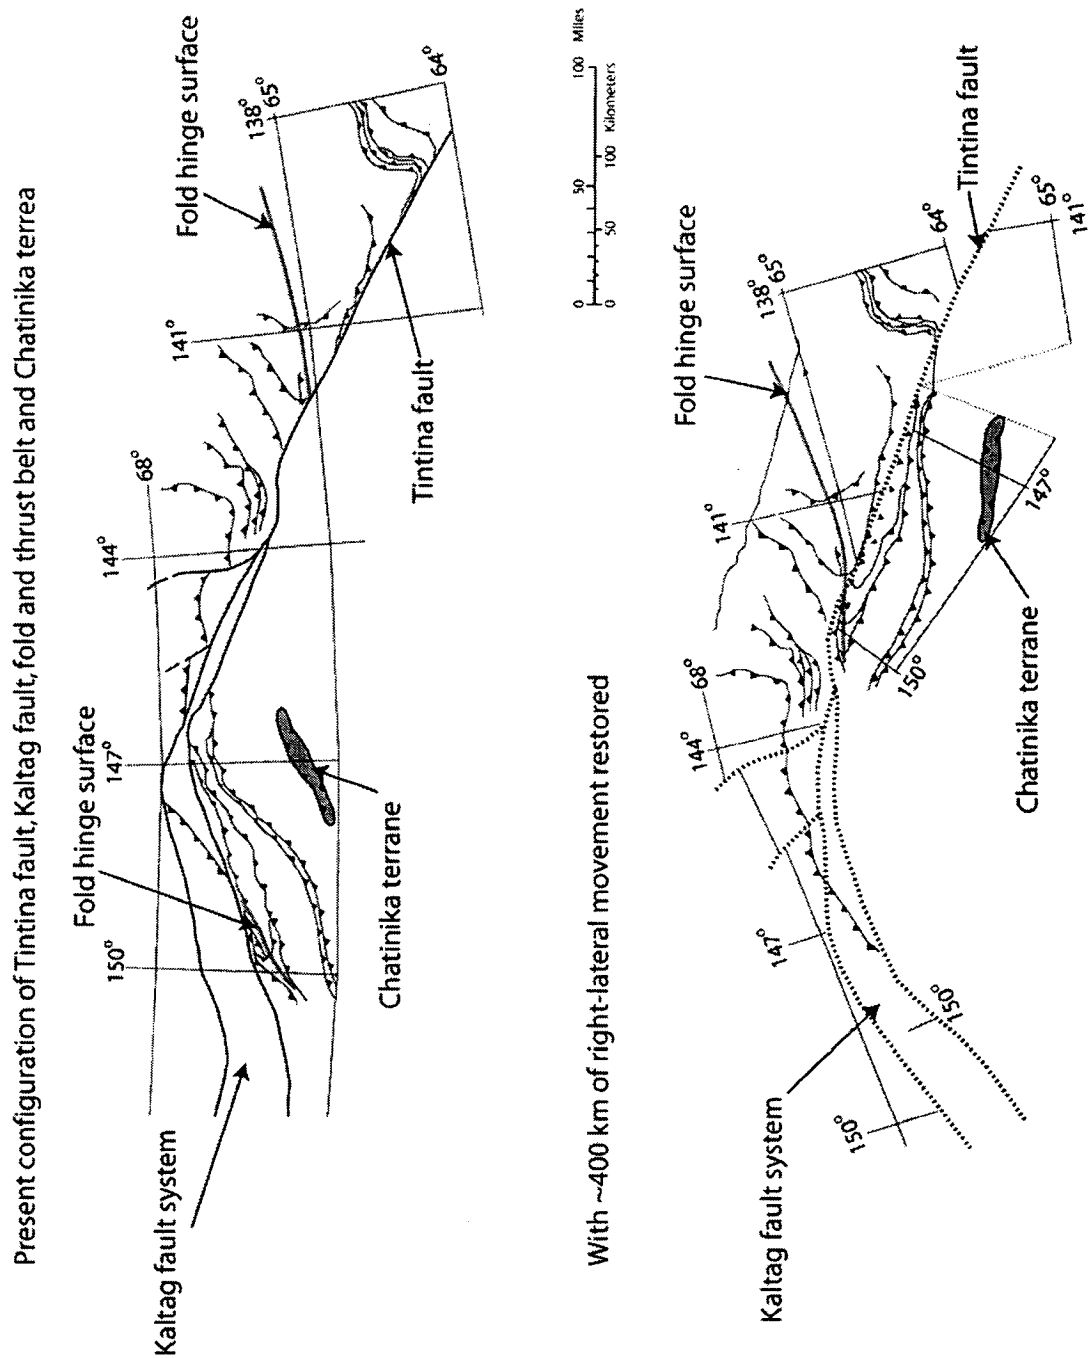 Present configuration of Tintina fault, Kaltag fault, fold and thrust belt and Chatinika terrea
Kaltag fault system
150°
Fold hinge surface
147°
144°
68°
141°
Fold hinge surface
138°
65°
64°
Chatinika terrane
Tintina fault
0 50 100 Miles
0 50 100 Kilometers
With ~400 km of right-lateral movement restored
Kaltag fault system
150°
147°
144°
68°
141°
Fold hinge surface
138°
65°
64°
150°
150°
147°
Chatinika terrane
Tintina fault
65°
141°